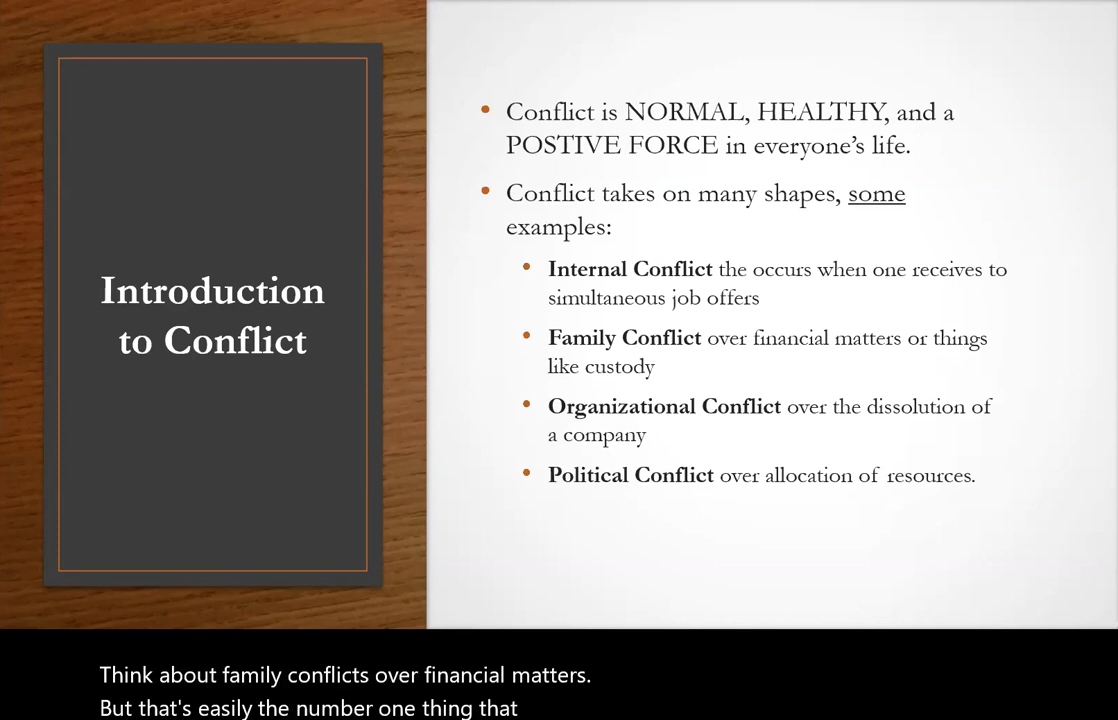 Introduction
to Conflict
• Conflict is NORMAL, HEALTHY, and a
POSTIVE FORCE in everyone's life.
• Conflict takes on many shapes, some
examples:
• Internal Conflict the occurs when one receives to
simultaneous job offers
• Family Conflict over financial matters or things
like custody
• Organizational Conflict over the dissolution of
a company
• Political Conflict over allocation of resources.
Think about family conflicts over financial matters.
But that's easily the number one thing that